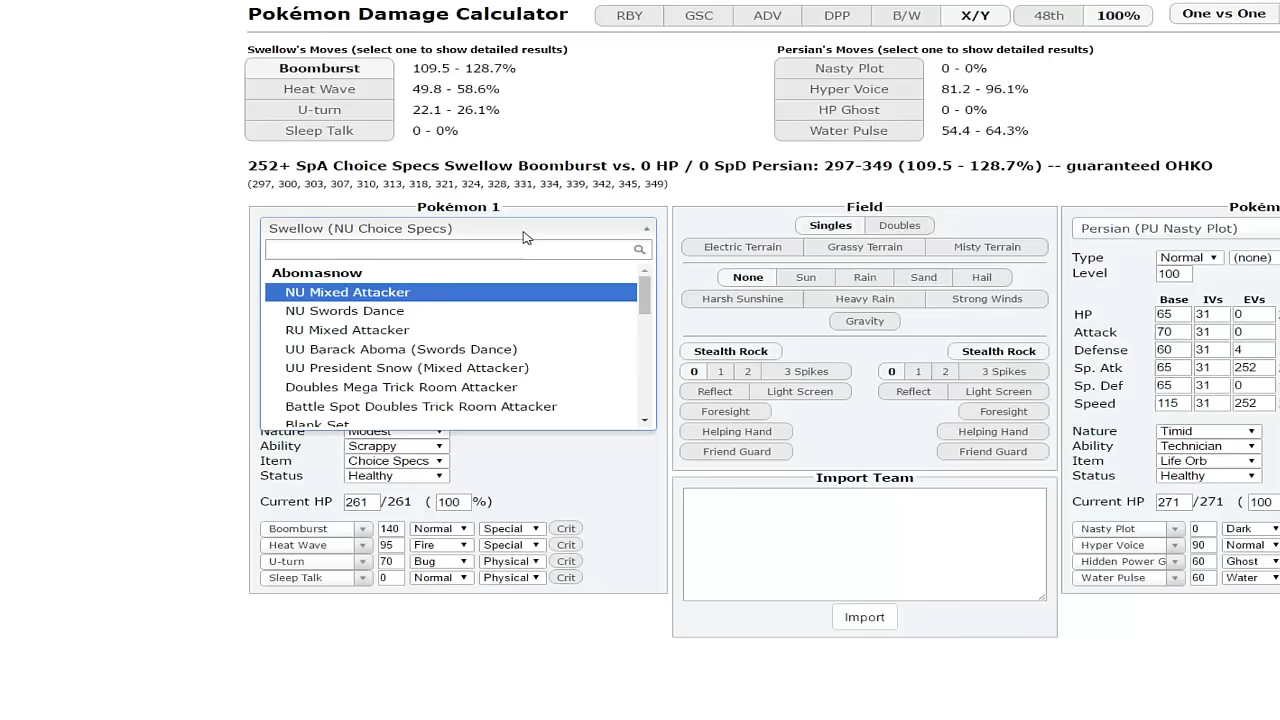 Pokémon Damage Calculator RBY GSC ADV DPP B/W X/Y 48th 100% One vs One
Swellow's Moves (select one to show detailed results)
Boomburst 109.5 - 128.7%
Heat Wave 49.8 - 58.6%
U-turn 22.1 - 26.1%
Sleep Talk 0 - 0%
Persian's Moves (select one to show detailed results)
Nasty Plot 0 - 0%
Hyper Voice 81.2 - 96.1%
HP Ghost 0 - 0%
Water Pulse 54.4 - 64.3%
252+ SpA Choice Specs Swellow Boomburst vs. 0 HP / 0 SpD Persian: 297-349 (109.5 - 128.7%) -- guaranteed OHKO
(297, 300, 303, 307, 310, 313, 318, 321, 324, 328, 331, 334, 339, 342, 345, 349)
Pokémon 1
Swellow (NU Choice Specs)
Abomasnow
NU Mixed Attacker
NU Swords Dance
RU Mixed Attacker
UU Barack Aboma (Swords Dance)
UU President Snow (Mixed Attacker)
Doubles Mega Trick Room Attacker
Battle Spot Doubles Trick Room Attacker
Blank Set
Nature Modest
Ability Scrappy
Item Choice Specs
Status Healthy
Current HP 261 /261 ( 100 %)
Boomburst 140 Normal Special Crit
Heat Wave 95 Fire Special Crit
U-turn 70 Bug Physical Crit
Sleep Talk 0 Normal Physical Crit
Field
Singles Doubles
Electric Terrain Grassy Terrain Misty Terrain
None Sun Rain Sand Hail
Harsh Sunshine Heavy Rain Strong Winds
Gravity
Stealth Rock Stealth Rock
0 1 2 3 Spikes 0 1 2 3 Spikes
Reflect Light Screen Reflect Light Screen
Foresight Foresight
Helping Hand Helping Hand
Friend Guard Friend Guard
Import Team
Import
Pokém
Persian (PU Nasty Plot)
Type Normal (none)
Level 100
Base IVs EVs
HP 65 31 0
Attack 70 31 0
Defense 60 31 4
Sp. Atk 65 31 252
Sp. Def 65 31 0
Speed 115 31 252
Nature Timid
Ability Technician
Item Life Orb
Status Healthy
Current HP 271 /271 ( 100
Nasty Plot 0 Dark
Hyper Voice 90 Normal
Hidden Power G 60 Ghost
Water Pulse 60 Water